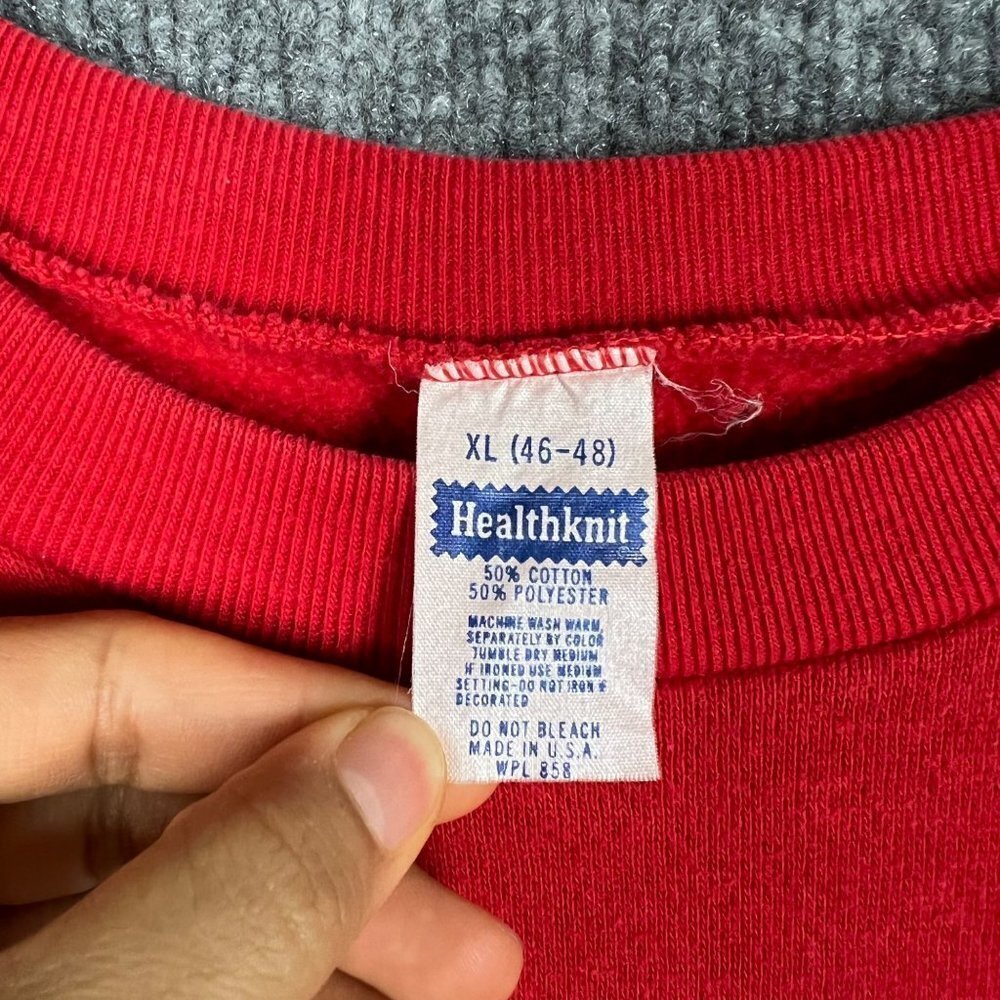 XL (46-48)
Healthknit
50% COTTON
50% POLYESTER
MACHINE WASH WARM,
SEPARATELY BY COLOR
TUMBLE DRY MEDIUM
IF IRONED USE MEDIUM
SETTING-DO NOT IRON IF
DECORATED
DO NOT BLEACH
MADE IN U.S.A.
WPL 858